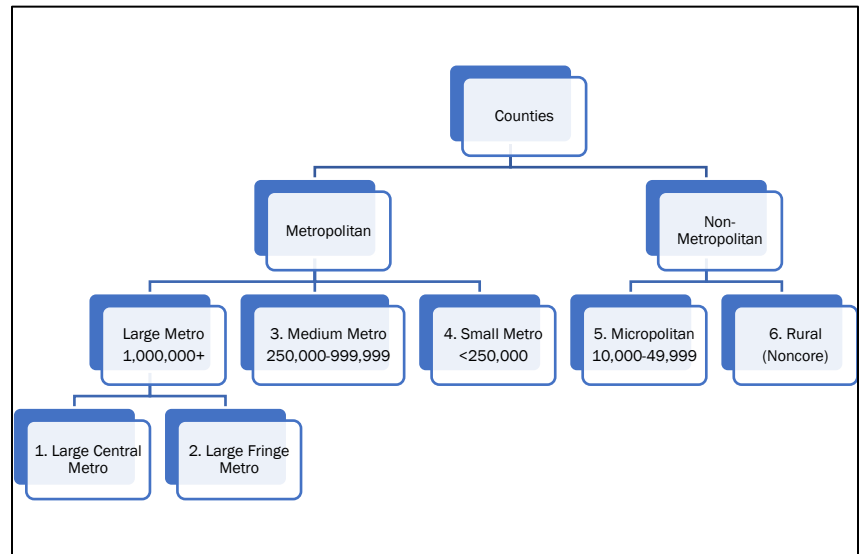 Counties
Metropolitan
Non-
Metropolitan
Large Metro
1,000,000+
3. Medium Metro
250,000-999,999
4. Small Metro
<250,000
5. Micropolitan
10,000-49,999
6. Rural
(Noncore)
1. Large Central
Metro
2. Large Fringe
Metro